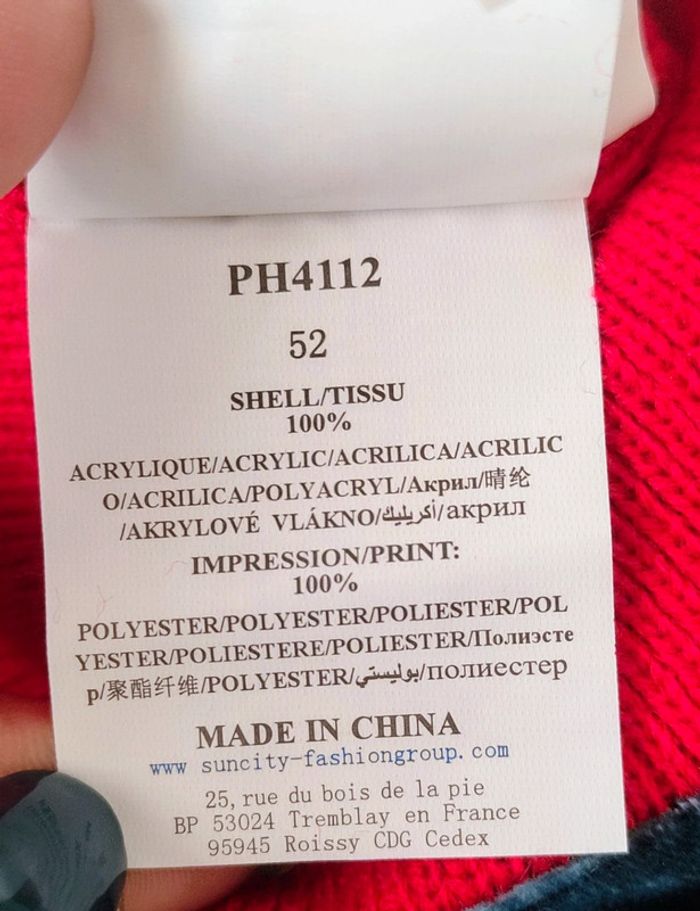 PH4112
52
SHELL/TISSU
100%
ACRYLIQUE/ACRYLIC/ACRILICA/ACRILIC
O/ACRILICA/POLYACRYL/Акрил/晴纶
/AKRYLOVÉ VLÁKNO/أكريليك/акрил
IMPRESSION/PRINT:
100%
POLYESTER/POLYESTER/POLIESTER/POL
YESTER/POLIESTERE/POLIESTER/Полиэсте
р/聚酯纤维/POLYESTER/بوليستي/полиестер
MADE IN CHINA
www suncity-fashiongroup. com
25, rue du bois de la pie
BP 53024 Tremblay en France
95945 Roissy CDG Cedex